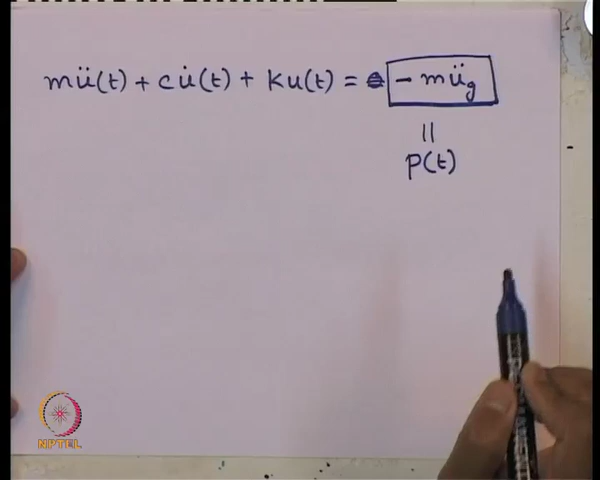 mü(t) + cu̇(t) + Ku(t) = - mü_g
||
P(t)
NPTEL